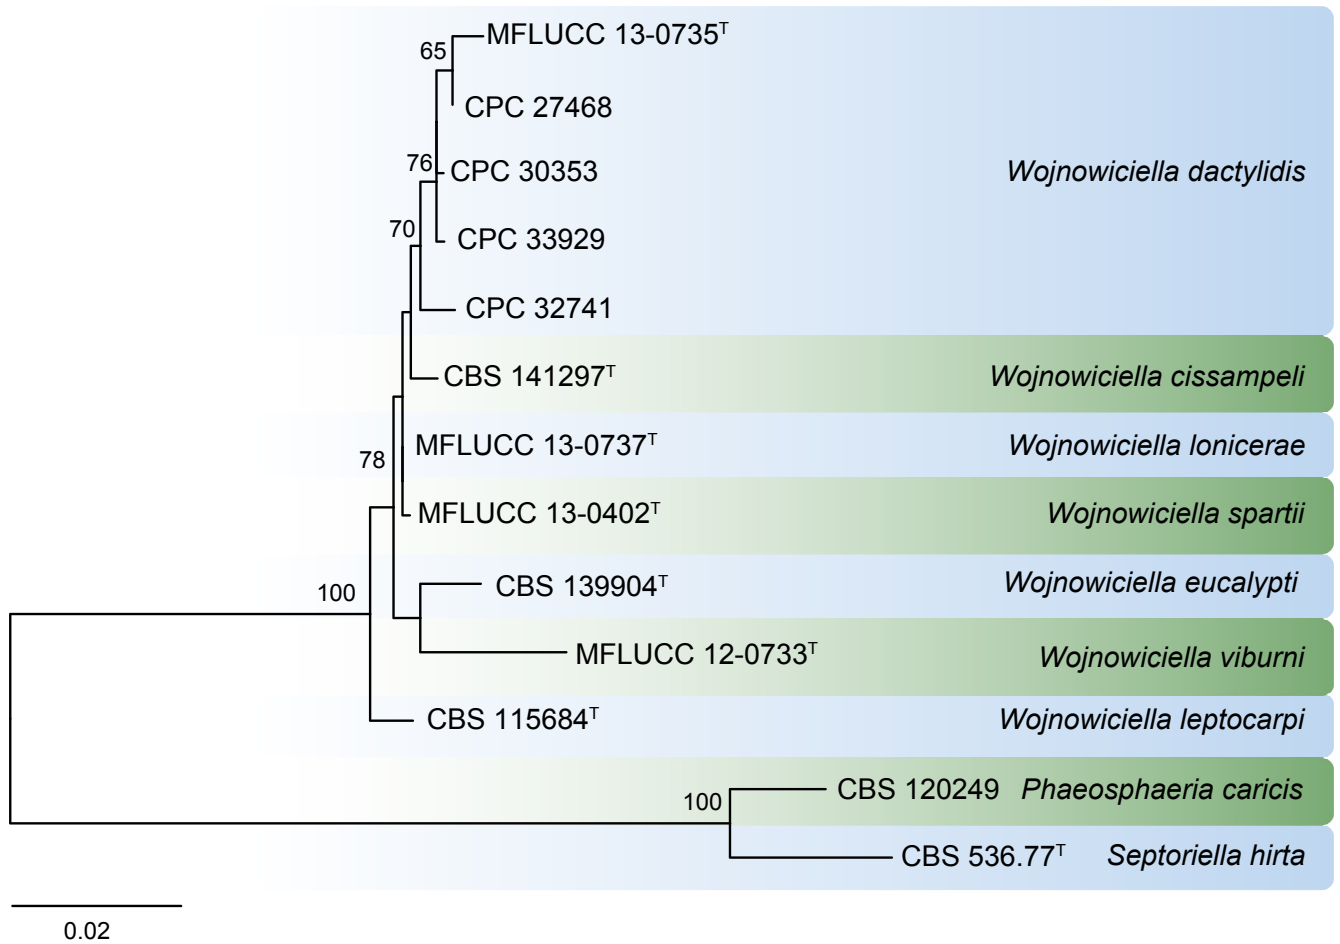 65
MFLUCC 13-0735ᵀ
CPC 27468
76
CPC 30353
Wojnowiciella dactylidis
70
CPC 33929
CPC 32741
CBS 141297ᵀ
Wojnowiciella cissampeli
78
MFLUCC 13-0737ᵀ
Wojnowiciella lonicerae
MFLUCC 13-0402ᵀ
Wojnowiciella spartii
100
CBS 139904ᵀ
Wojnowiciella eucalypti
MFLUCC 12-0733ᵀ
Wojnowiciella viburni
CBS 115684ᵀ
Wojnowiciella leptocarpi
100
CBS 120249 Phaeosphaeria caricis
CBS 536.77ᵀ Septoriella hirta
0.02